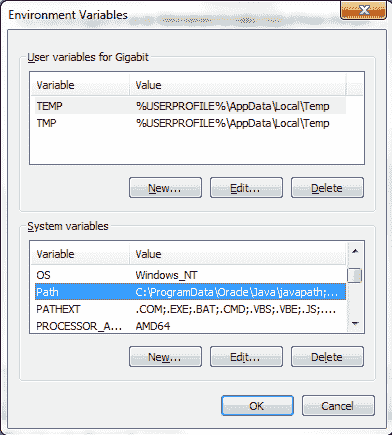 Environment Variables
User variables for Gigabit
Variable Value
TEMP %USERPROFILE%\AppData\Local\Temp
TMP %USERPROFILE%\AppData\Local\Temp
New... Edit... Delete
System variables
Variable Value
OS Windows_NT
Path C:\ProgramData\Oracle\Java\javapath;...
PATHEXT .COM;.EXE;.BAT;.CMD;.VBS;.VBE;.JS;....
PROCESSOR_A... AMD64
New... Edit... Delete
OK Cancel